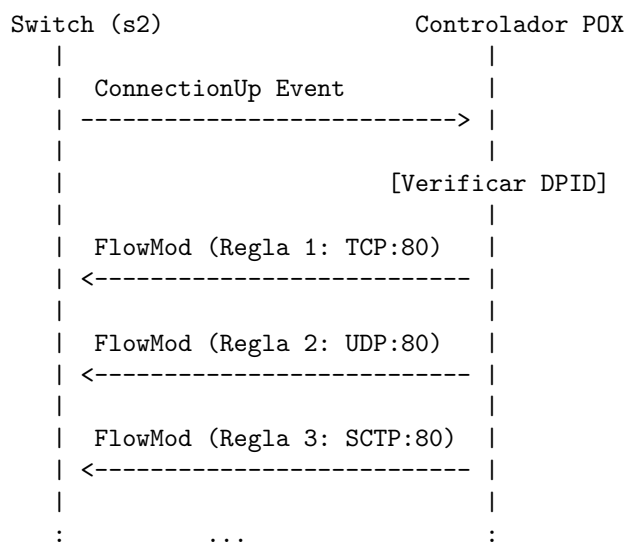 Switch (s2) Controlador POX
ConnectionUp Event
[Verificar DPID]
FlowMod (Regla 1: TCP:80)
FlowMod (Regla 2: UDP:80)
FlowMod (Regla 3: SCTP:80)
: ... :